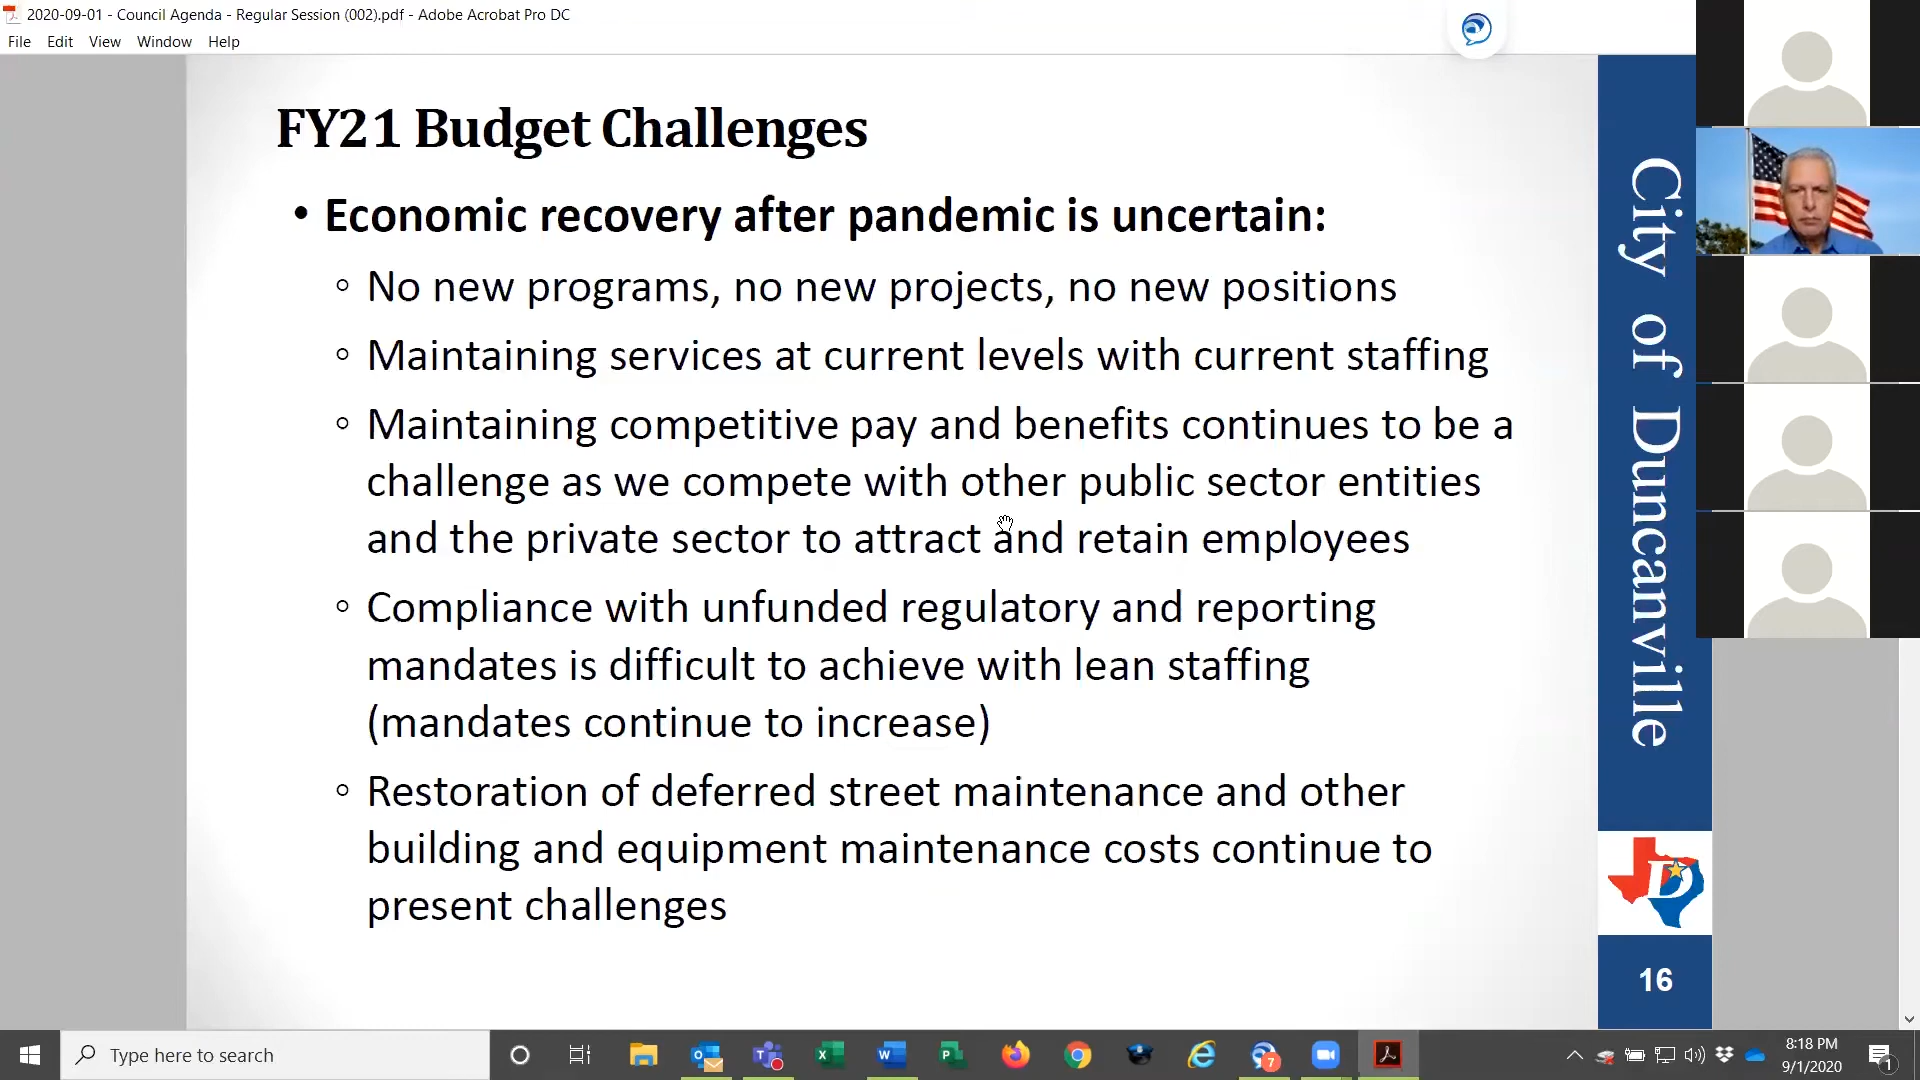 2020-09-01 - Council Agenda - Regular Session (002).pdf - Adobe Acrobat Pro DC
File Edit View Window Help
FY21 Budget Challenges
• Economic recovery after pandemic is uncertain:
◦ No new programs, no new projects, no new positions
◦ Maintaining services at current levels with current staffing
◦ Maintaining competitive pay and benefits continues to be a
challenge as we compete with other public sector entities
and the private sector to attract and retain employees
◦ Compliance with unfunded regulatory and reporting
mandates is difficult to achieve with lean staffing
(mandates continue to increase)
◦ Restoration of deferred street maintenance and other
building and equipment maintenance costs continue to
present challenges
City of Duncanville
D
16
Type here to search
7
8:18 PM
9/1/2020
1